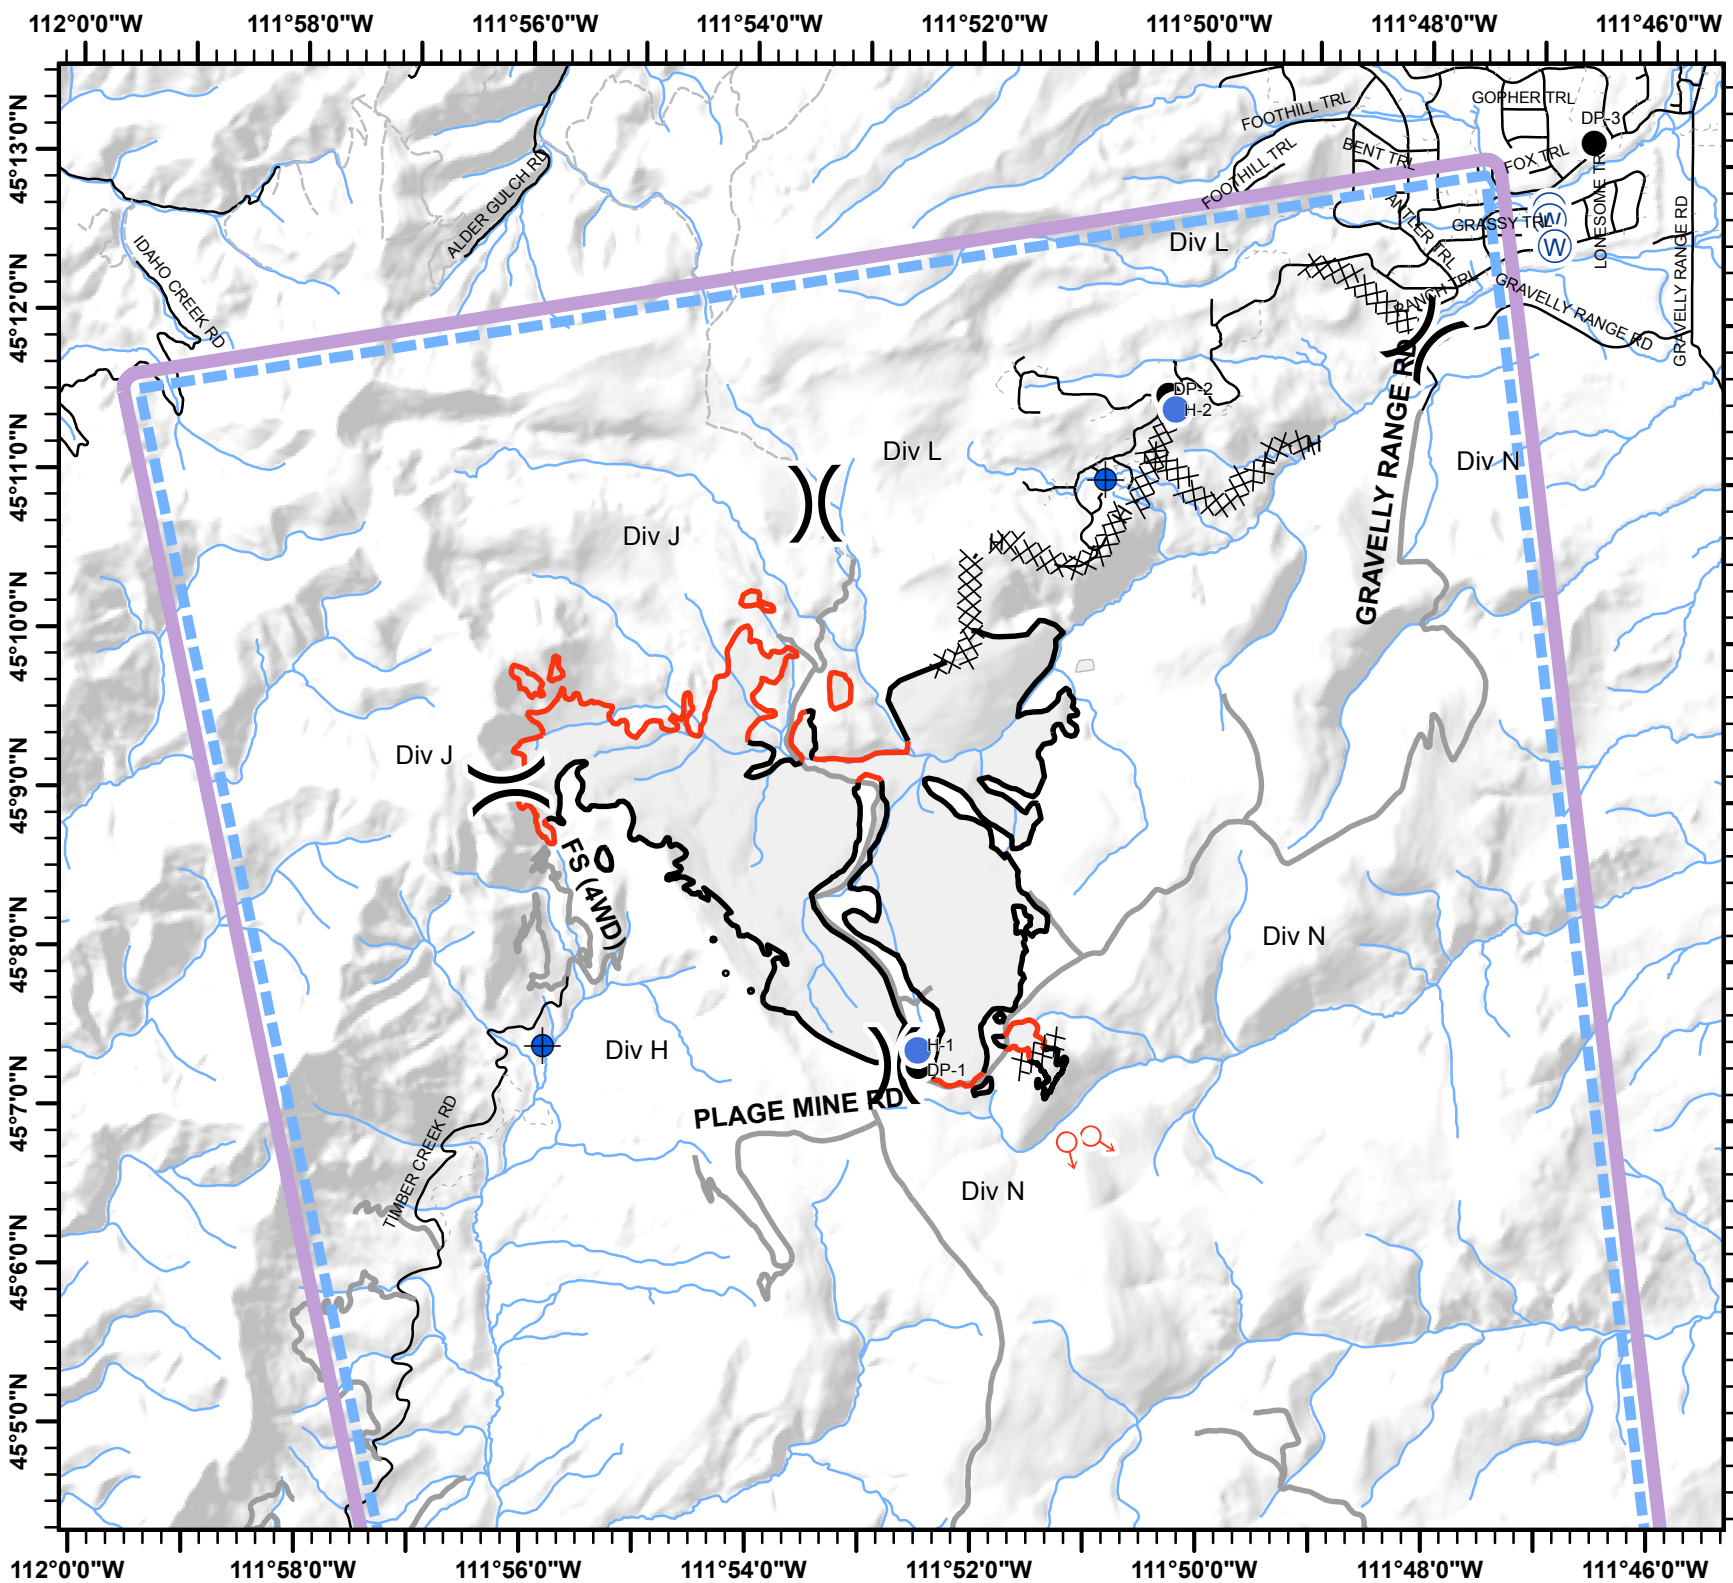 112°0'0"W 111°58'0"W 111°56'0"W 111°54'0"W 111°52'0"W 111°50'0"W 111°48'0"W 111°46'0"W
GOPHER TRL
FOOTHILL TRL
DP-3
45°13'0"N
BENT TRL
FOX TRL
ALDER GULCH RD
FOOTHILL TRL
LONESOME TR
W
GRASSY TRL
ANTLER TRL
W
Div L
IDAHO CREEK RD
GRAVELLY RANGE RD
45°12'0"N
RANCH TRL
GRAVELLY RANGE RD
DP-2
H-2
GRAVELLY RANGE RD
45°11'0"N
Div L
Div N
Div J
45°10'0"N
Div J
45°9'0"N
FS (4WD)
45°8'0"N
Div N
Div H
H-1
DP-1
45°7'0"N
PLAGE MINE RD
TIMBER CREEK RD
Div N
45°6'0"N
45°5'0"N
112°0'0"W 111°58'0"W 111°56'0"W 111°54'0"W 111°52'0"W 111°50'0"W 111°48'0"W 111°46'0"W